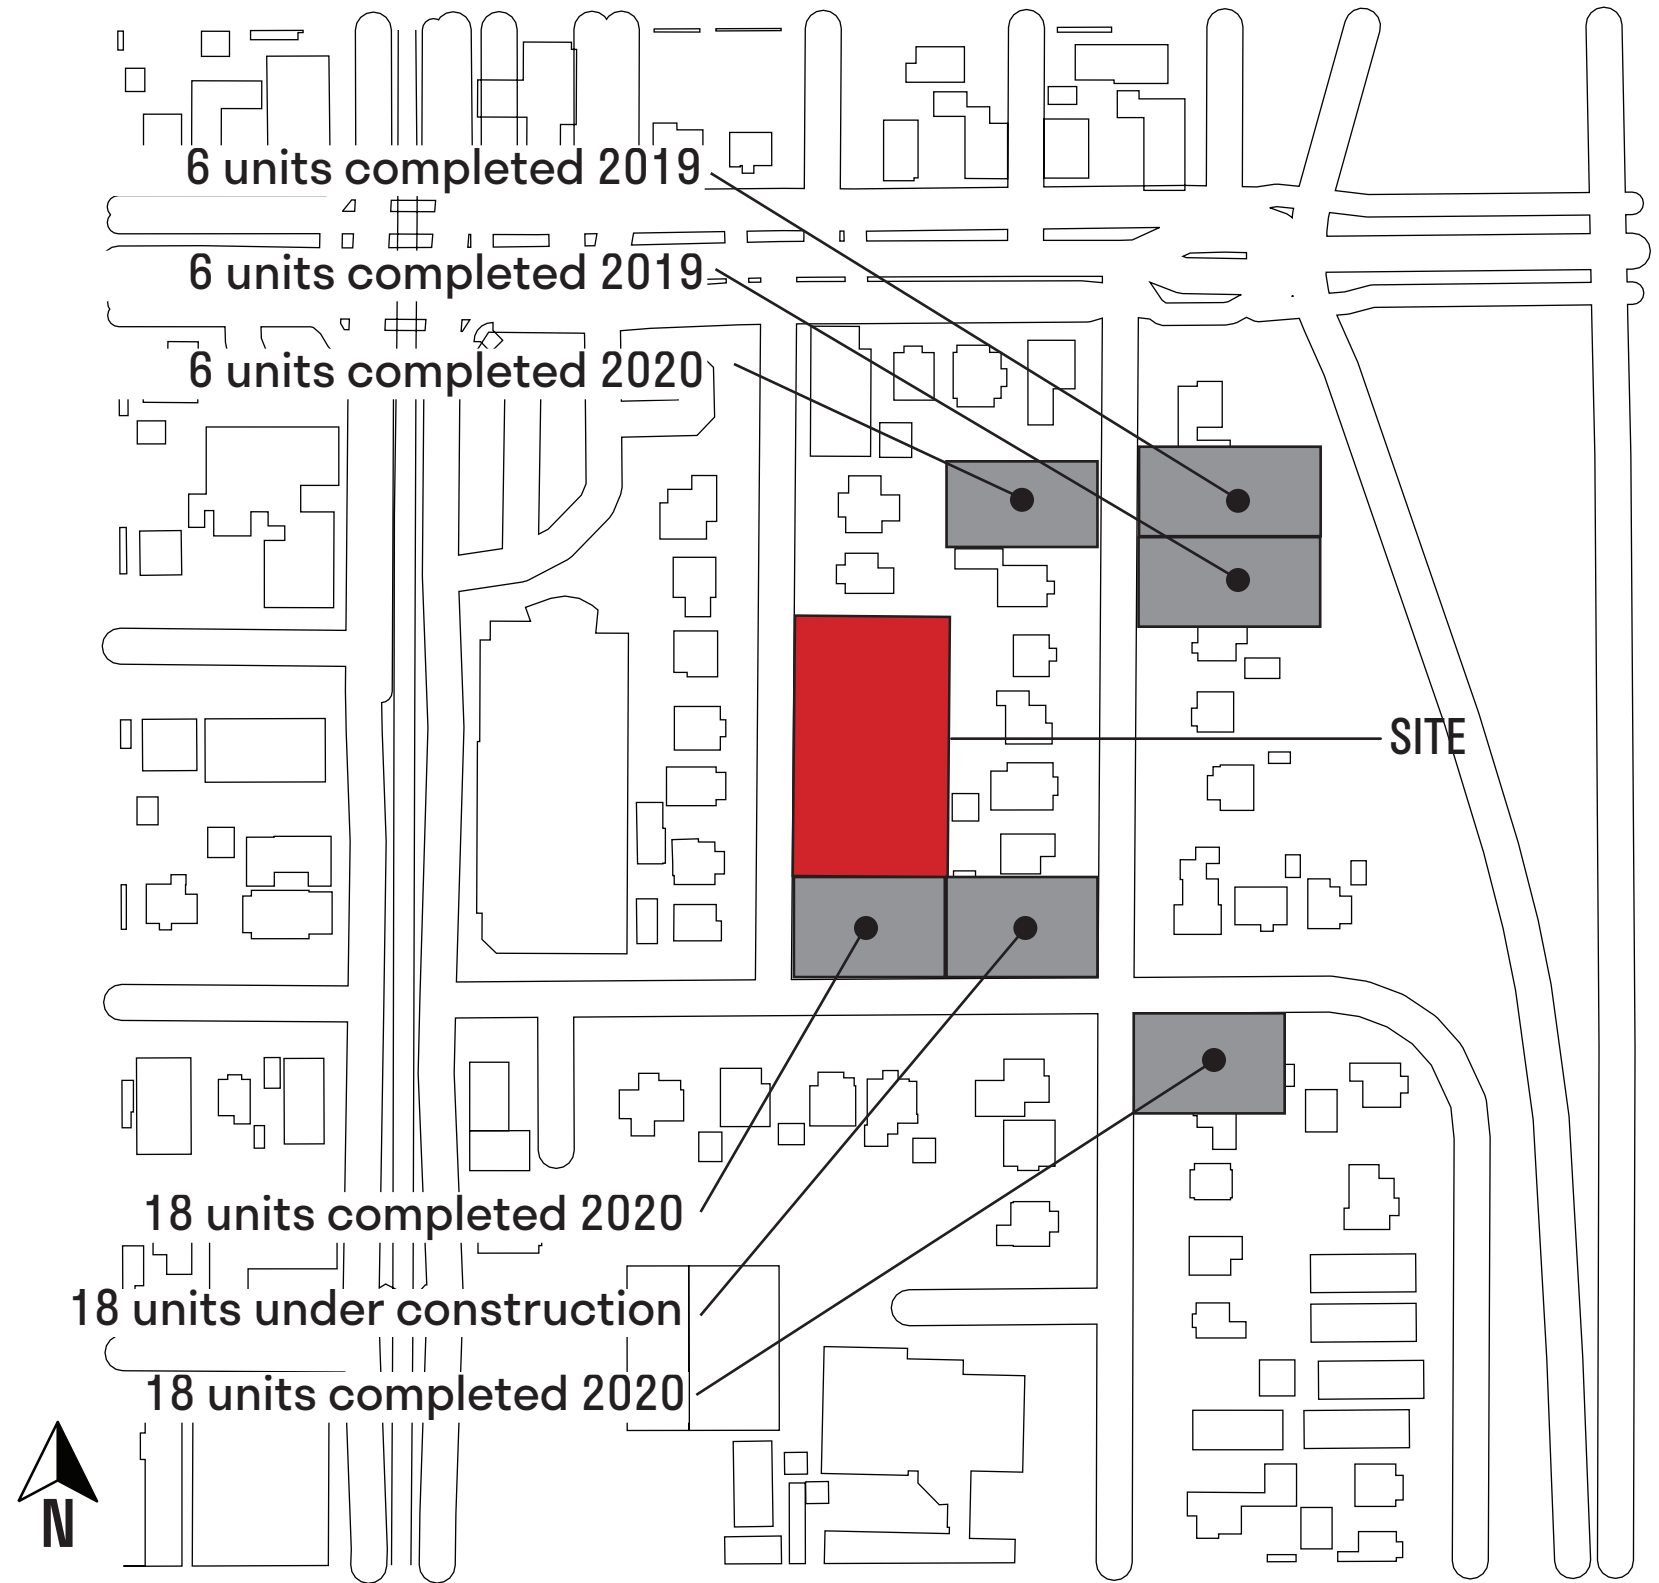 6 units completed 2019
6 units completed 2019
6 units completed 2020
SITE
18 units completed 2020
18 units under construction
18 units completed 2020
N